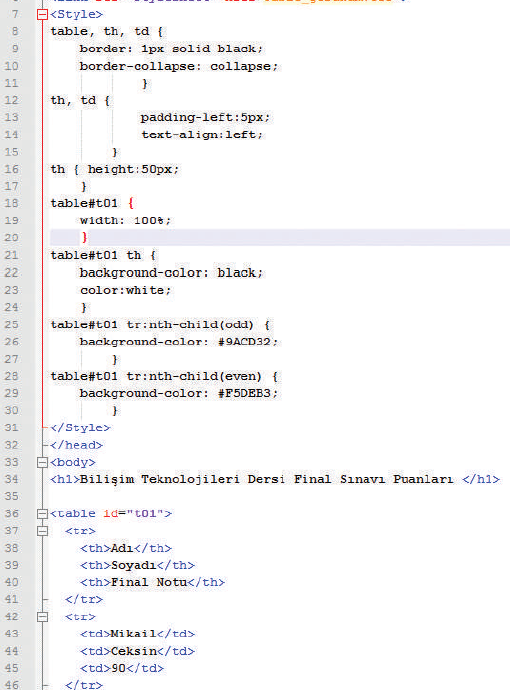 7 <Style>
8 table, th, td {
9 border: 1px solid black;
10 border-collapse: collapse;
11 }
12 th, td {
13 padding-left:5px;
14 text-align:left;
15 }
16 th { height:50px;
17 }
18 table#t01 {
19 width: 100%;
20 }
21 table#t01 th {
22 background-color: black;
23 color:white;
24 }
25 table#t01 tr:nth-child(odd) {
26 background-color: #9ACD32;
27 }
28 table#t01 tr:nth-child(even) {
29 background-color: #F5DEB3;
30 }
31 </Style>
32 </head>
33 <body>
34 <h1>Bilişim Teknolojileri Dersi Final Sınavı Puanları </h1>
35
36 <table id="t01">
37 <tr>
38 <th>Adı</th>
39 <th>Soyadı</th>
40 <th>Final Notu</th>
41 </tr>
42 <tr>
43 <td>Mikail</td>
44 <td>Ceksin</td>
45 <td>90</td>
46 </tr>